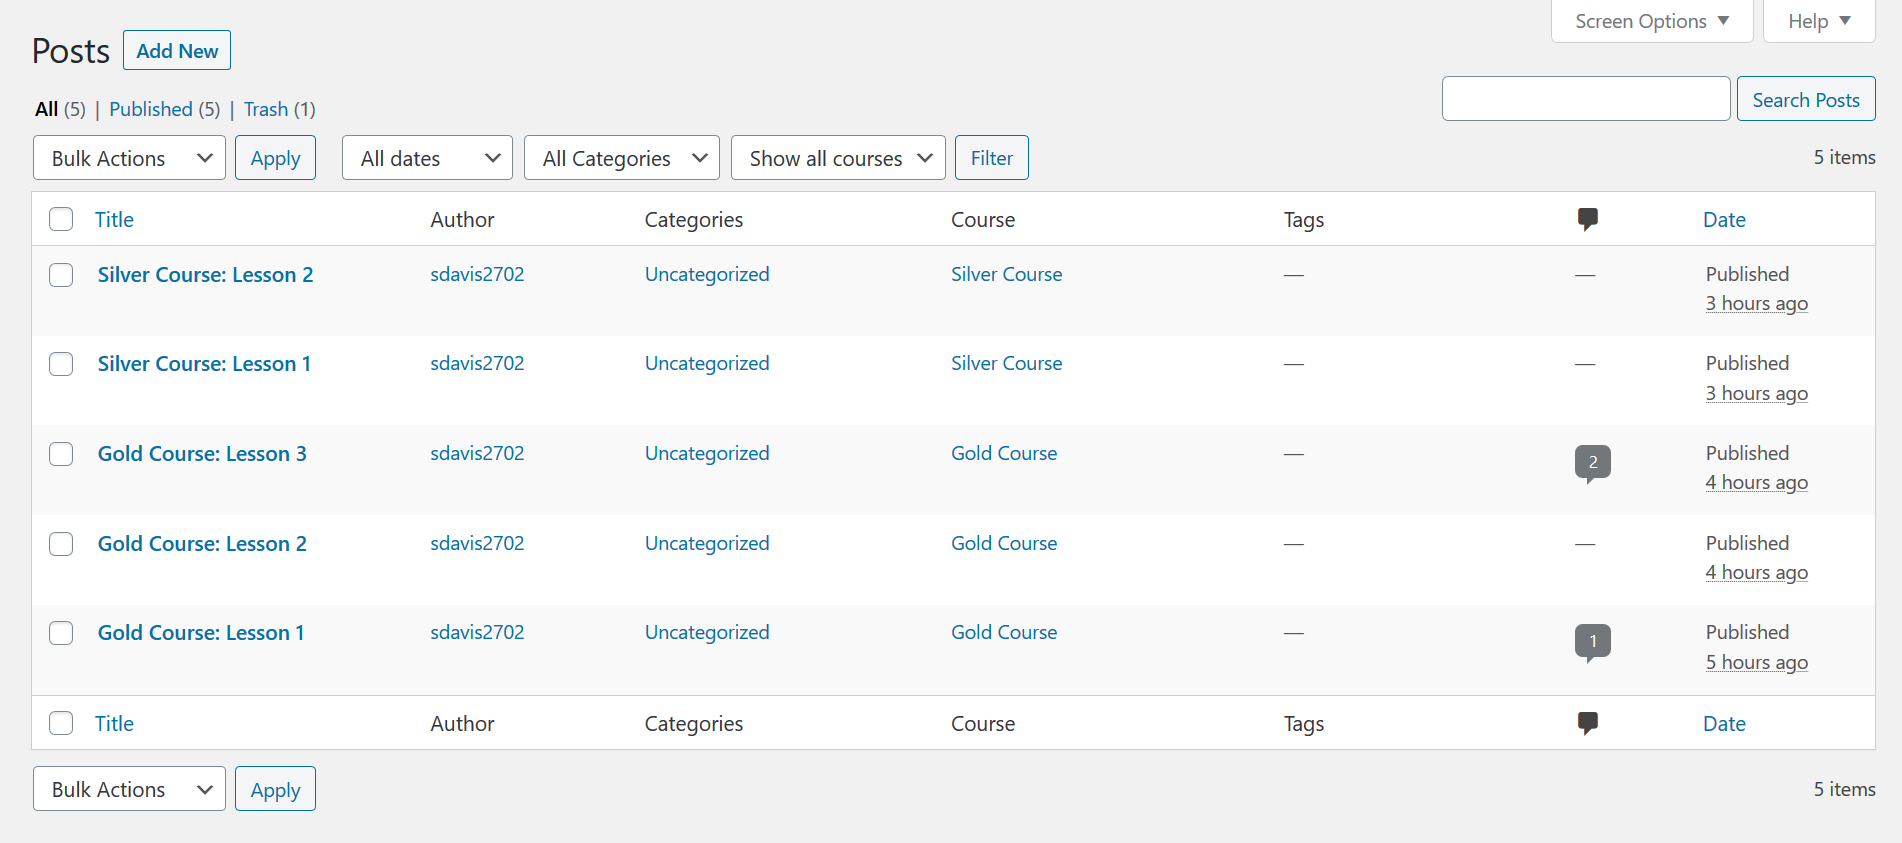 Screen Options ▼ Help ▼
Posts Add New
Search Posts
All (5) | Published (5) | Trash (1)
Bulk Actions Apply All dates All Categories Show all courses Filter 5 items
Title Author Categories Course Tags Date
Silver Course: Lesson 2 sdavis2702 Uncategorized Silver Course — — Published
3 hours ago
Silver Course: Lesson 1 sdavis2702 Uncategorized Silver Course — — Published
3 hours ago
Gold Course: Lesson 3 sdavis2702 Uncategorized Gold Course — 2 Published
4 hours ago
Gold Course: Lesson 2 sdavis2702 Uncategorized Gold Course — — Published
4 hours ago
Gold Course: Lesson 1 sdavis2702 Uncategorized Gold Course — 1 Published
5 hours ago
Title Author Categories Course Tags Date
Bulk Actions Apply 5 items